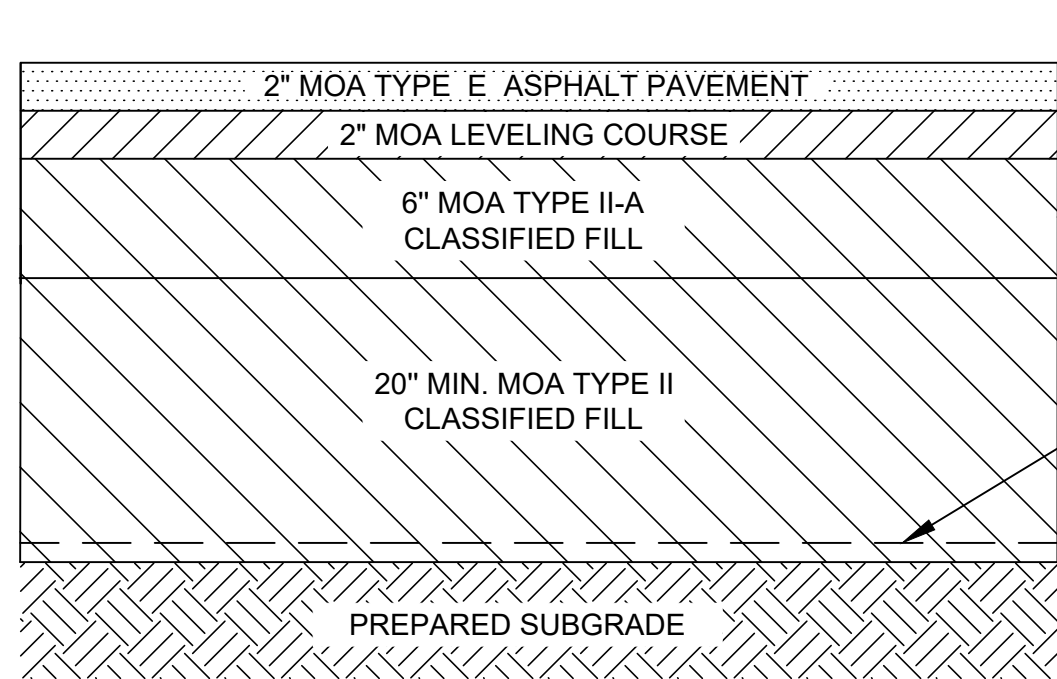 2" MOA TYPE E ASPHALT PAVEMENT
2" MOA LEVELING COURSE
6" MOA TYPE II-A
CLASSIFIED FILL
20" MIN. MOA TYPE II
CLASSIFIED FILL
PREPARED SUBGRADE